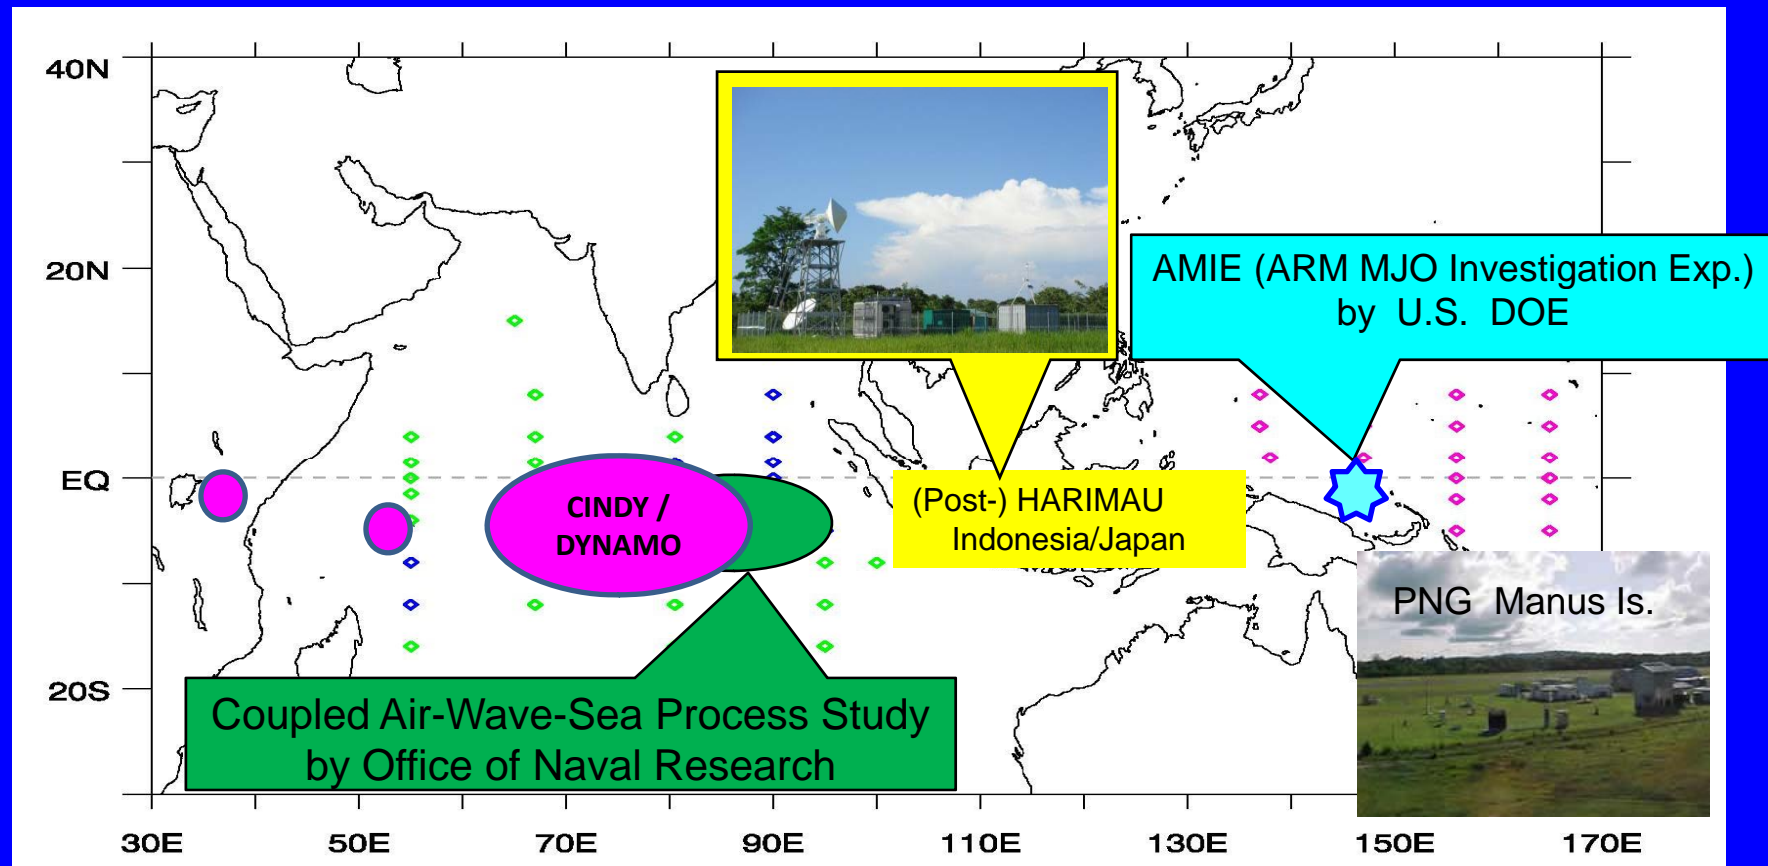 40N
20N
EQ
20S
AMIE (ARM MJO Investigation Exp.)
by U.S. DOE
CINDY /
DYNAMO
(Post-) HARIMAU
Indonesia/Japan
PNG Manus Is.
Coupled Air-Wave-Sea Process Study
by Office of Naval Research
30E 50E 70E 90E 110E 130E 150E 170E